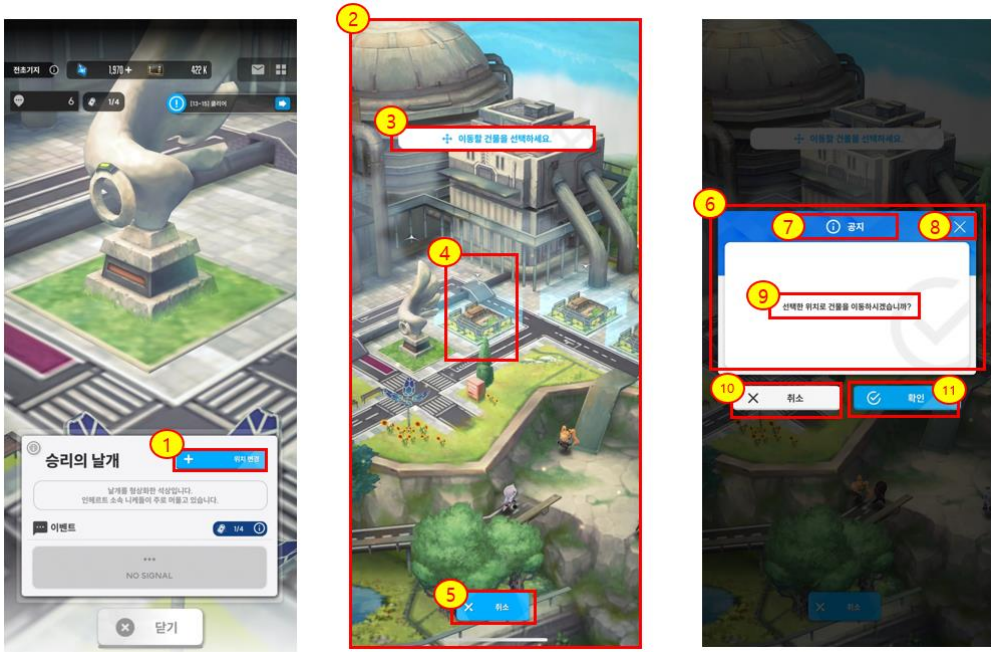 전초기지
1,970 +
422 K
6
1/4
[13-15] 클리어
1
승리의 날개
위치 변경
날개를 형상화한 석상입니다.
인헤르트 소속 니케들이 주로 머물고 있습니다.
이벤트
1/4
NO SIGNAL
닫기
2
3
이동할 건물을 선택하세요.
4
5
취소
이동할 건물을 선택하세요.
6
7
공지
8
9
선택한 위치로 건물을 이동하시겠습니까?
10
취소
확인
11
취소